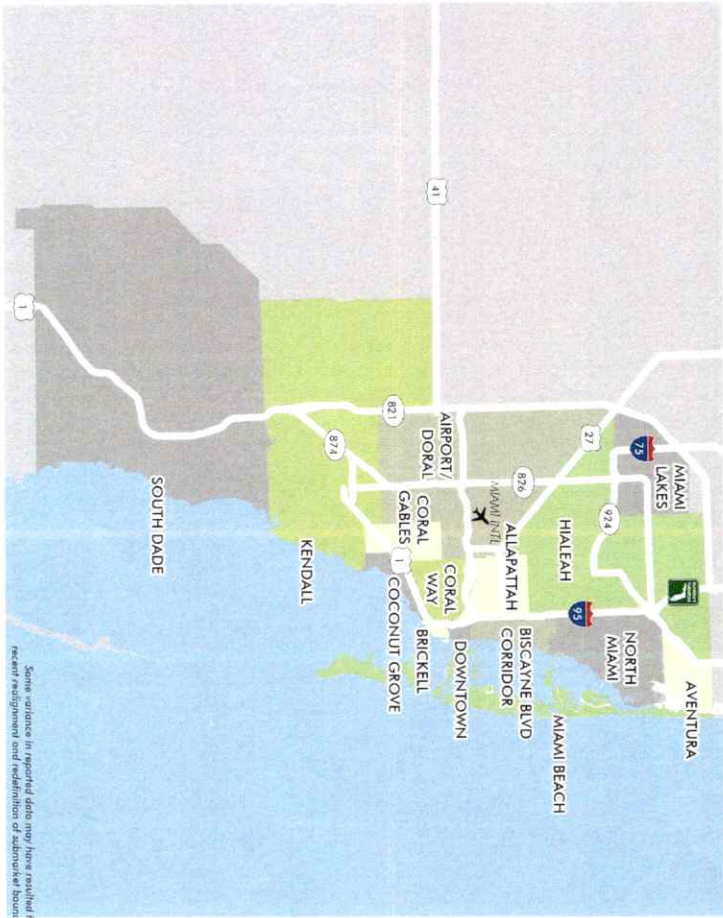 AVENTURA
MIAMI
LAKES
75
NORTH
MIAMI
924
95
27
HIALEAH
MIAMI BEACH
826
BISCAYNE BLVD
CORRIDOR
ALLAPATTAH
MIAMI INTL
AIRPORT/
DORAL
DOWNTOWN
41
CORAL
WAY
BRICKELL
CORAL
GABLES
1
COCONUT GROVE
821
874
KENDALL
SOUTH DADE
1
Some variance in reported data may have resulted
recent realignment and redefinition of submarket